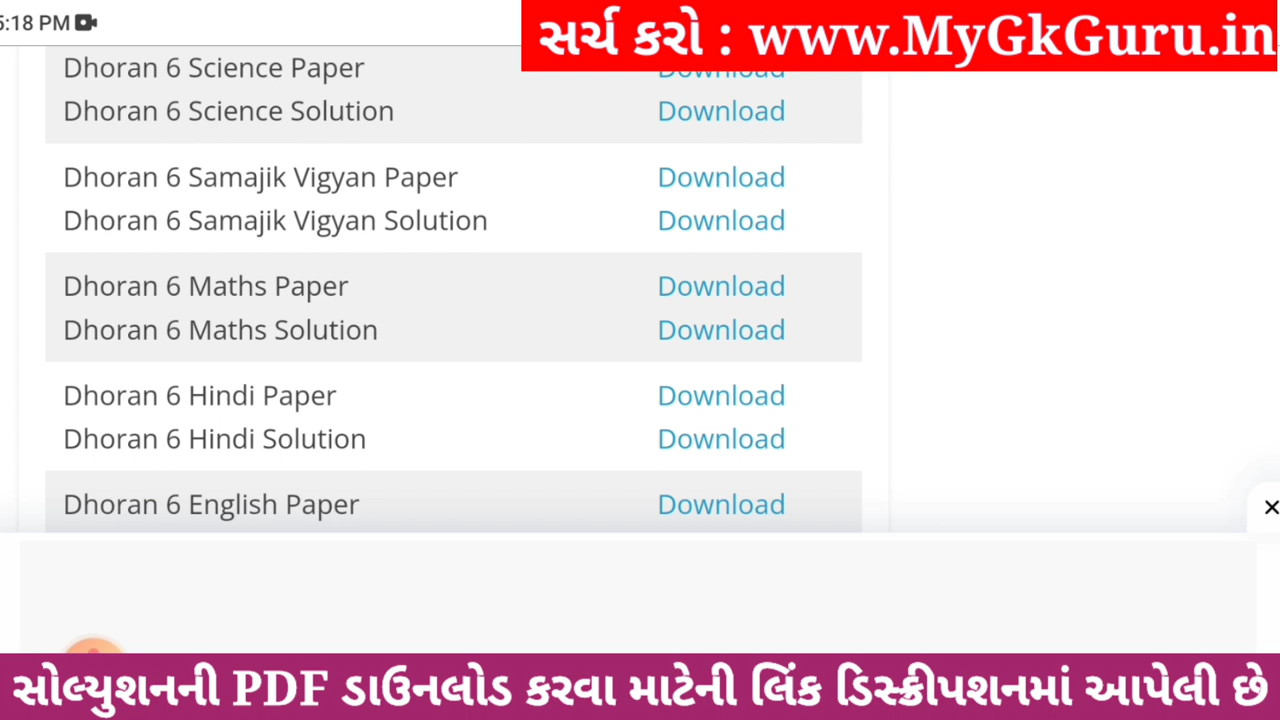 5:18 PM
સર્ચ કરો : www.MyGkGuru.in
Dhoran 6 Science Paper Download
Dhoran 6 Science Solution Download
Dhoran 6 Samajik Vigyan Paper Download
Dhoran 6 Samajik Vigyan Solution Download
Dhoran 6 Maths Paper Download
Dhoran 6 Maths Solution Download
Dhoran 6 Hindi Paper Download
Dhoran 6 Hindi Solution Download
Dhoran 6 English Paper Download
સોલ્યુશનની PDF ડાઉનલોડ કરવા માટેની લિંક ડિસ્ક્રીપશનમાં આપેલી છે